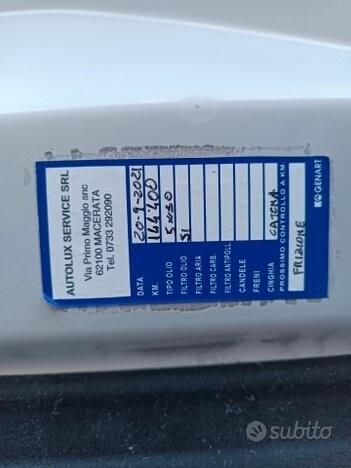 AUTOLUX SERVICE SRL
Via Primo Maggio snc
62100 MACERATA
Tel. 0733 292090
DATA 20-9-2021
KM. 144700
TIPO OLIO 5W30
FILTRO OLIO SI
FILTRO ARIA
FILTRO CARB.
FILTRO ANTIPOLL.
CANDELE
FRENI
CINGHIA CATENA
PROSSIMO CONTROLLO A KM.
FRIZIONE
GENART
subito